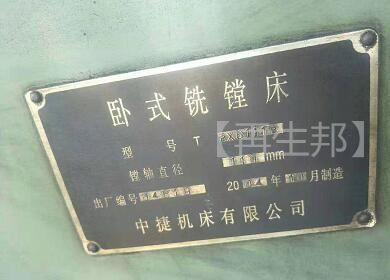 卧式铣镗床
型号 T
镗轴直径 mm
出厂编号 20 年 月制造
中捷机床有限公司
【再生邦】